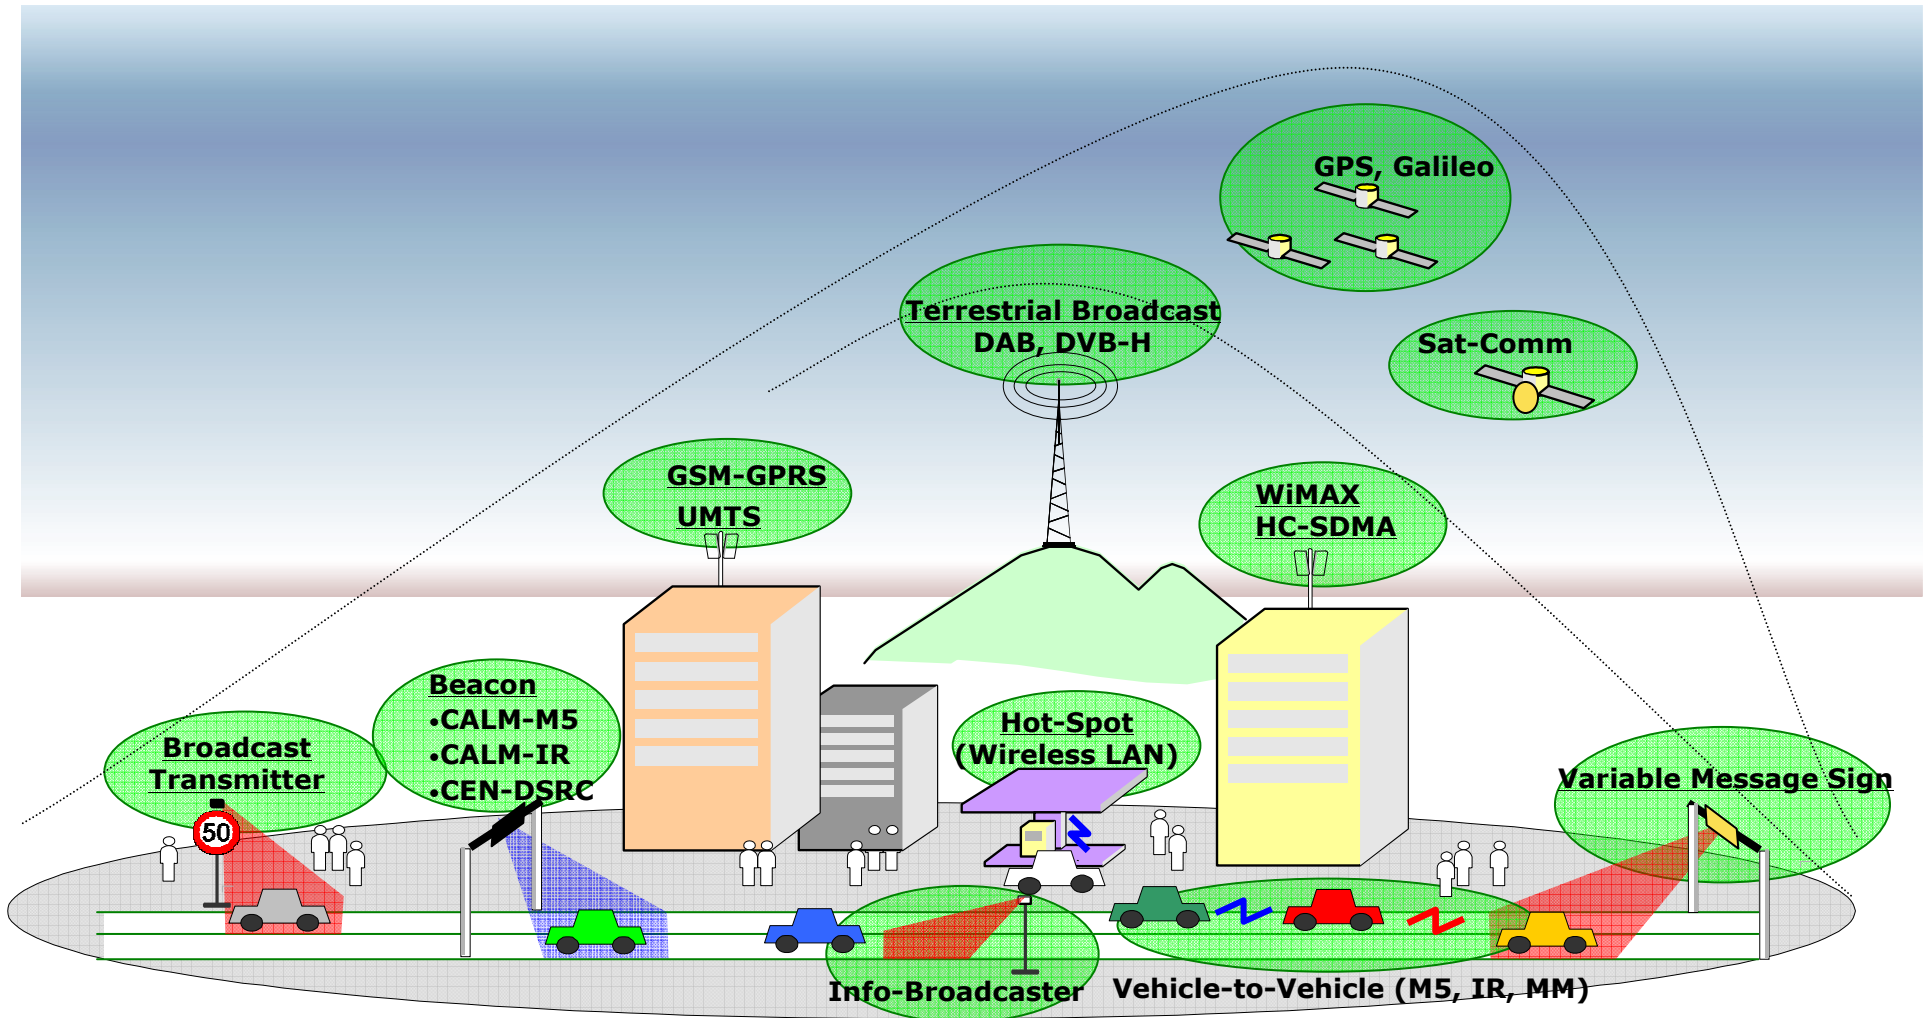 GPS, Galileo
Terrestrial Broadcast
DAB, DVB-H
Sat-Comm
GSM-GPRS
UMTS
WiMAX
HC-SDMA
Beacon
•CALM-M5
•CALM-IR
•CEN-DSRC
Hot-Spot
(Wireless LAN)
Broadcast
Transmitter
Variable Message Sign
50
Info-Broadcaster
Vehicle-to-Vehicle (M5, IR, MM)